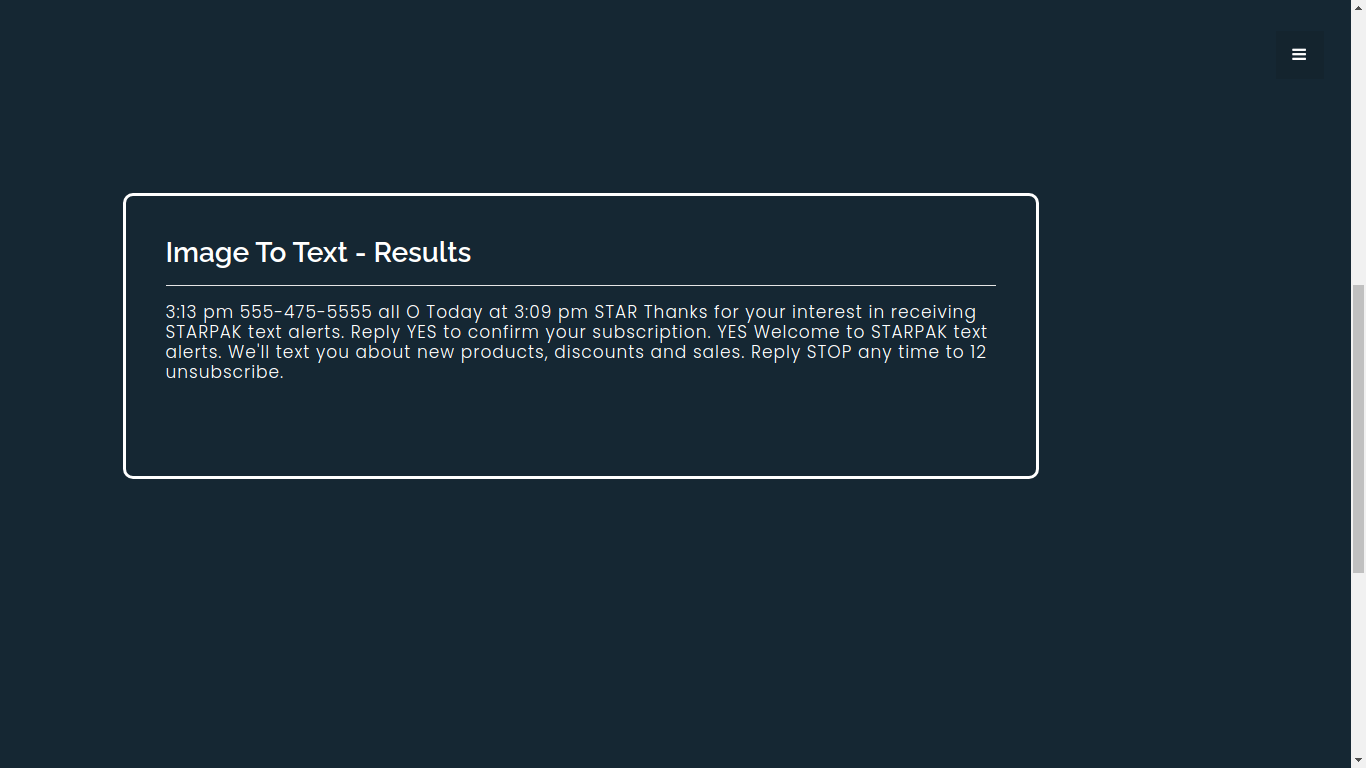 Image To Text - Results
3:13 pm 555-475-5555 all O Today at 3:09 pm STAR Thanks for your interest in receiving
STARPAK text alerts. Reply YES to confirm your subscription. YES Welcome to STARPAK text
alerts. We'll text you about new products, discounts and sales. Reply STOP any time to 12
unsubscribe.